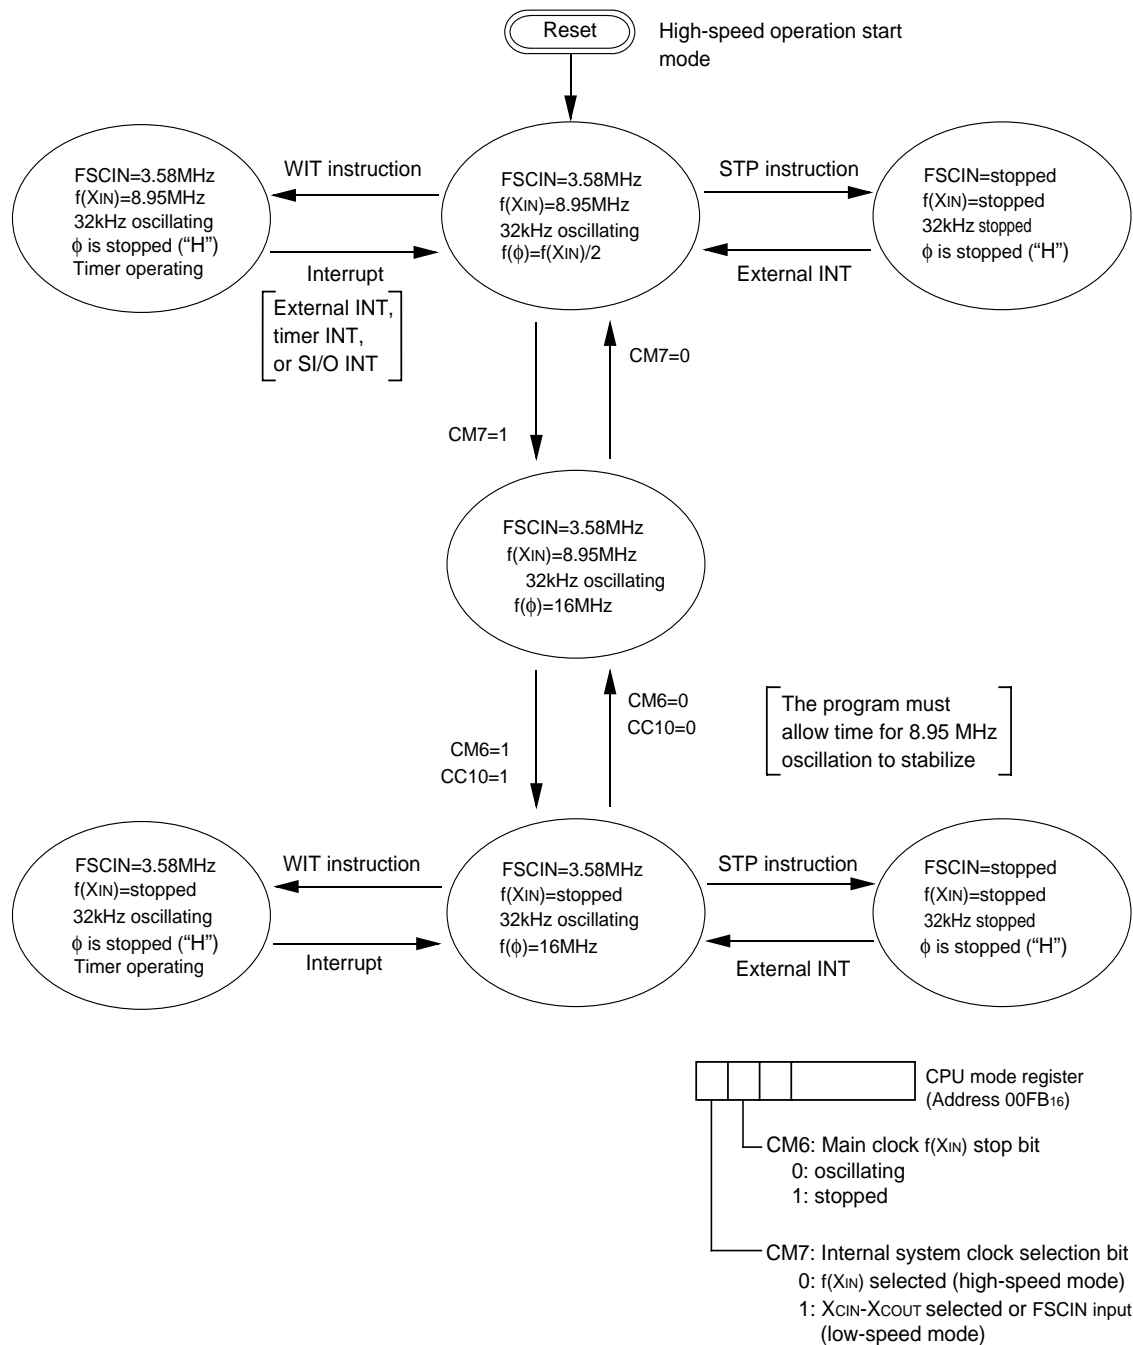 Reset
High-speed operation start
mode
FSCIN=3.58MHz
f(XIN)=8.95MHz
32kHz oscillating
ϕ is stopped (“H”)
Timer operating
WIT instruction
Interrupt
External INT,
timer INT,
or SI/O INT
FSCIN=3.58MHz
f(XIN)=8.95MHz
32kHz oscillating
f(ϕ)=f(XIN)/2
STP instruction
External INT
FSCIN=stopped
f(XIN)=stopped
32kHz stopped
ϕ is stopped (“H”)
CM7=0
CM7=1
FSCIN=3.58MHz
f(XIN)=8.95MHz
32kHz oscillating
f(ϕ)=16MHz
CM6=0
CC10=0
The program must
allow time for 8.95 MHz
oscillation to stabilize
CM6=1
CC10=1
FSCIN=3.58MHz
f(XIN)=stopped
32kHz oscillating
ϕ is stopped (“H”)
Timer operating
WIT instruction
Interrupt
FSCIN=3.58MHz
f(XIN)=stopped
32kHz oscillating
f(ϕ)=16MHz
STP instruction
External INT
FSCIN=stopped
f(XIN)=stopped
32kHz stopped
ϕ is stopped (“H”)
CPU mode register
(Address 00FB16)
CM6: Main clock f(XIN) stop bit
0: oscillating
1: stopped
CM7: Internal system clock selection bit
0: f(XIN) selected (high-speed mode)
1: XCIN-XCOUT selected or FSCIN input
(low-speed mode)